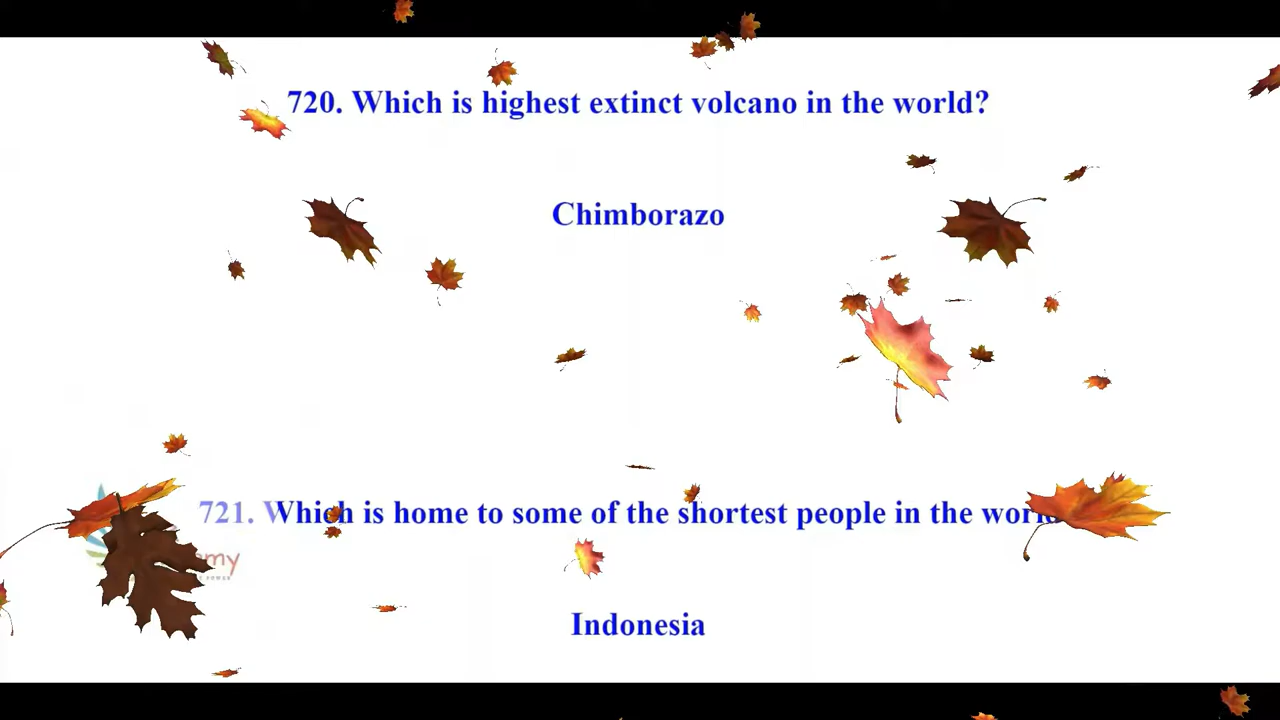 720. Which is highest extinct volcano in the world?
Chimborazo
721. Which is home to some of the shortest people in the world
Indonesia